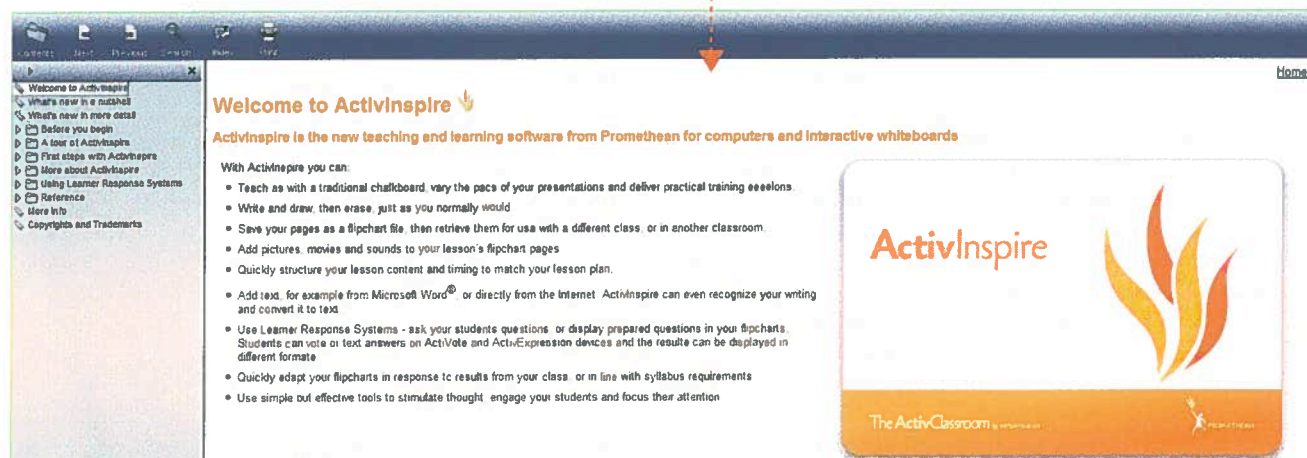 Contents Next Previous Search Index Print
Home
Welcome to ActivInspire
What's new in a nutshell
What's new in more detail
Before you begin
A tour of ActivInspire
First steps with ActivInspire
More about ActivInspire
Using Learner Response Systems
Reference
More info
Copyrights and Trademarks
Welcome to ActivInspire
ActivInspire is the new teaching and learning software from Promethean for computers and interactive whiteboards
With ActivInspire you can:
Teach as with a traditional chalkboard, vary the pace of your presentations and deliver practical training sessions.
Write and draw, then erase, just as you normally would
Save your pages as a flipchart file, then retrieve them for use with a different class, or in another classroom.
Add pictures, movies and sounds to your lesson's flipchart pages
Quickly structure your lesson content and timing to match your lesson plan.
Add text, for example from Microsoft Word®, or directly from the Internet. ActivInspire can even recognize your writing
and convert it to text
Use Learner Response Systems - ask your students questions, or display prepared questions in your flipcharts.
Students can vote or text answers on ActiVote and ActivExpression devices and the results can be displayed in
different formats
Quickly adapt your flipcharts in response to results from your class, or in line with syllabus requirements
Use simple but effective tools to stimulate thought, engage your students and focus their attention
ActivInspire
The ActivClassroom
PROMETHEAN